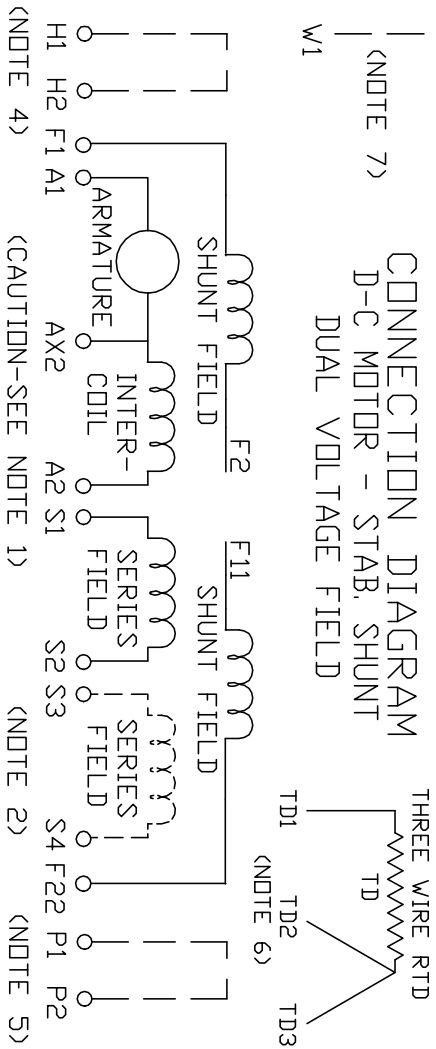 CONNECTION DIAGRAM
D-C MOTOR - STAB. SHUNT
DUAL VOLTAGE FIELD
W1
(NOTE 7)
THREE WIRE RTD
TD
TD1
TD2
TD3
(NOTE 6)
F2
F11
SHUNT FIELD
SHUNT FIELD
ARMATURE
INTER-
COIL
SERIES
FIELD
SERIES
FIELD
H1
H2
F1
A1
AX2
A2
S1
S2
S3
S4
F22
P1
P2
(NOTE 4)
(CAUTION-SEE NOTE 1)
(NOTE 2)
(NOTE 5)